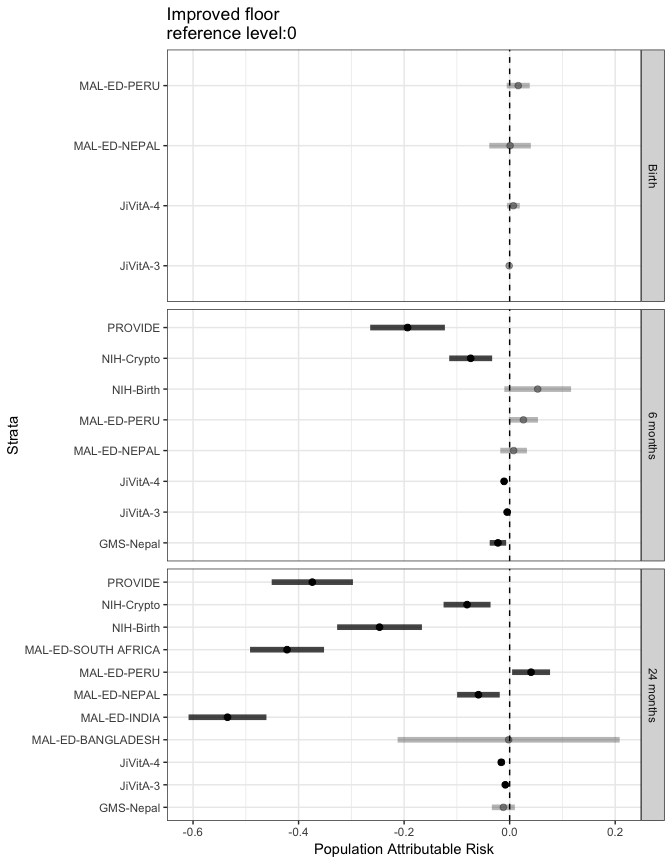 Improved floor
reference level:0
Strata
MAL-ED-PERU
MAL-ED-NEPAL
JiVitA-4
JiVitA-3
Birth
PROVIDE
NIH-Crypto
NIH-Birth
MAL-ED-PERU
MAL-ED-NEPAL
JiVitA-4
JiVitA-3
GMS-Nepal
6 months
PROVIDE
NIH-Crypto
NIH-Birth
MAL-ED-SOUTH AFRICA
MAL-ED-PERU
MAL-ED-NEPAL
MAL-ED-INDIA
MAL-ED-BANGLADESH
JiVitA-4
JiVitA-3
GMS-Nepal
24 months
-0.6 -0.4 -0.2 0.0 0.2
Population Attributable Risk